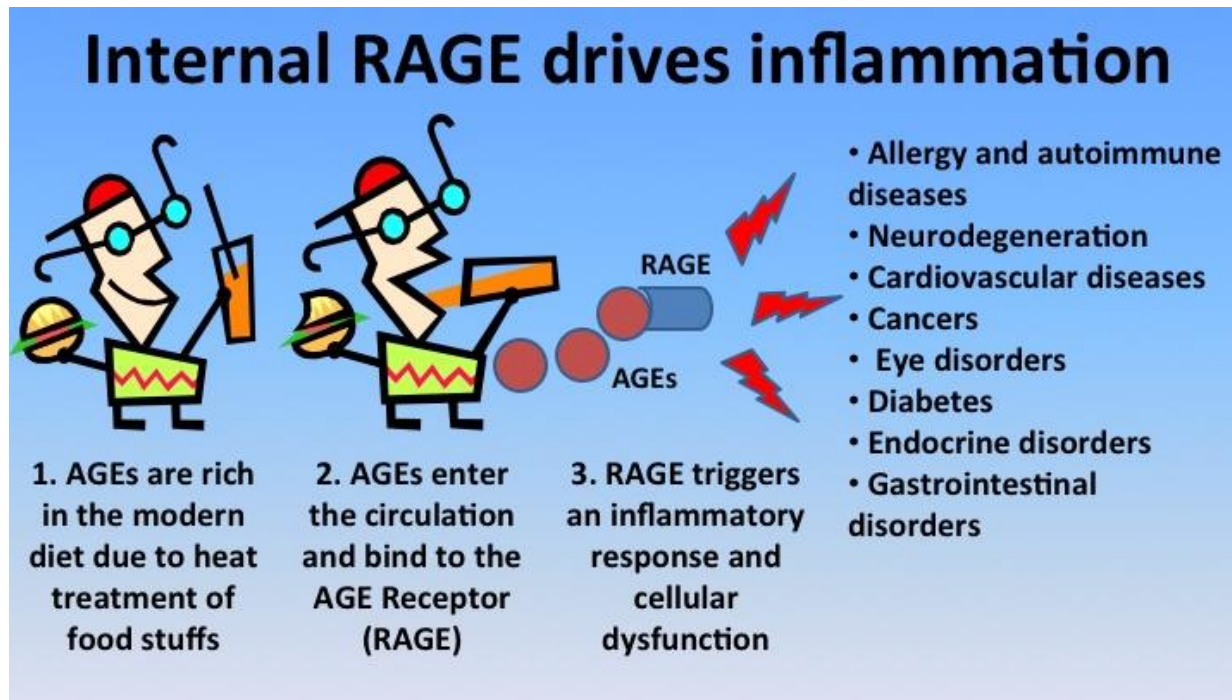 Internal RAGE drives inflammation
RAGE
AGEs
1. AGEs are rich
in the modern
diet due to heat
treatment of
food stuffs
2. AGEs enter
the circulation
and bind to the
AGE Receptor
(RAGE)
3. RAGE triggers
an inflammatory
response and
cellular
dysfunction
• Allergy and autoimmune
diseases
• Neurodegeneration
• Cardiovascular diseases
• Cancers
• Eye disorders
• Diabetes
• Endocrine disorders
• Gastrointestinal
disorders